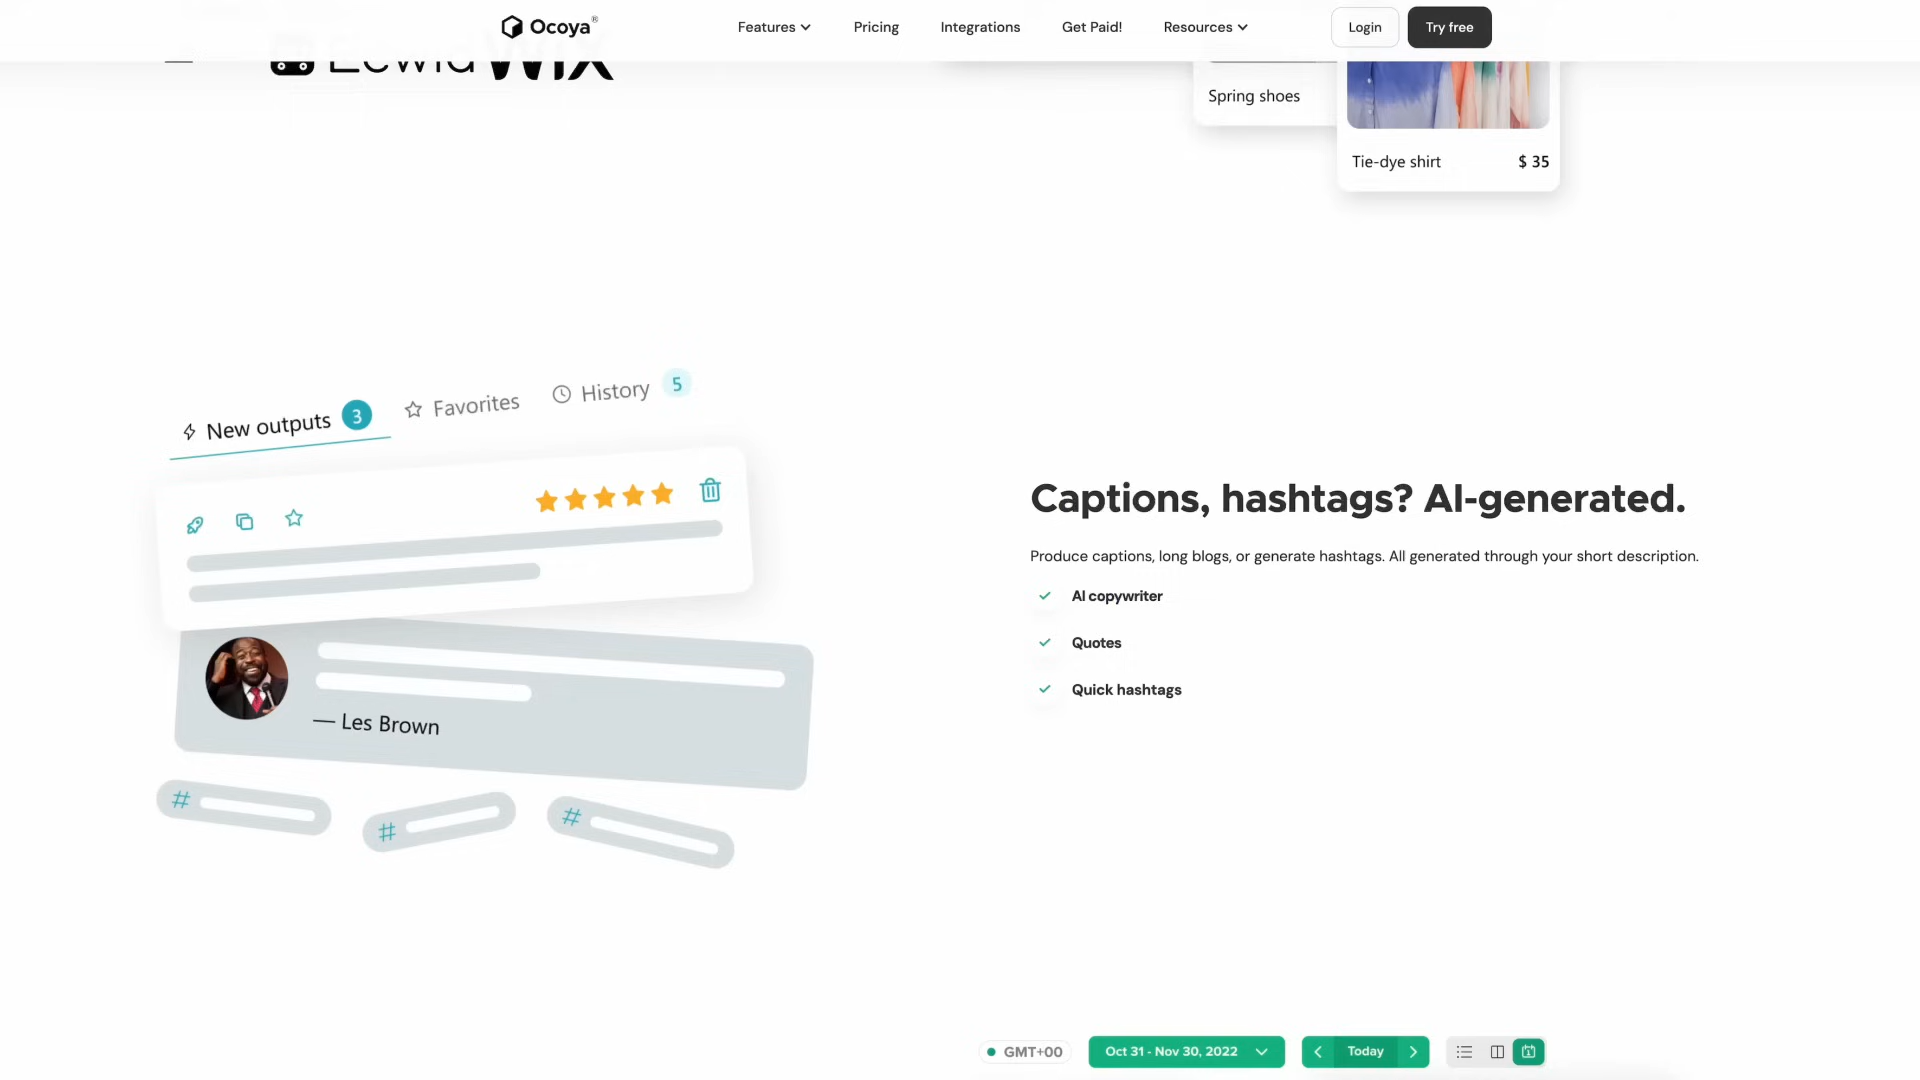 Ocoya®
Features
Pricing
Integrations
Get Paid!
Resources
Login
Try free
Ecwid
WiX
Spring shoes
Tie-dye shirt
$ 35
New outputs 3
Favorites
History 5
— Les Brown
#
#
#
Captions, hashtags? AI-generated.
Produce captions, long blogs, or generate hashtags. All generated through your short description.
AI copywriter
Quotes
Quick hashtags
GMT+00
Oct 31 - Nov 30, 2022
Today